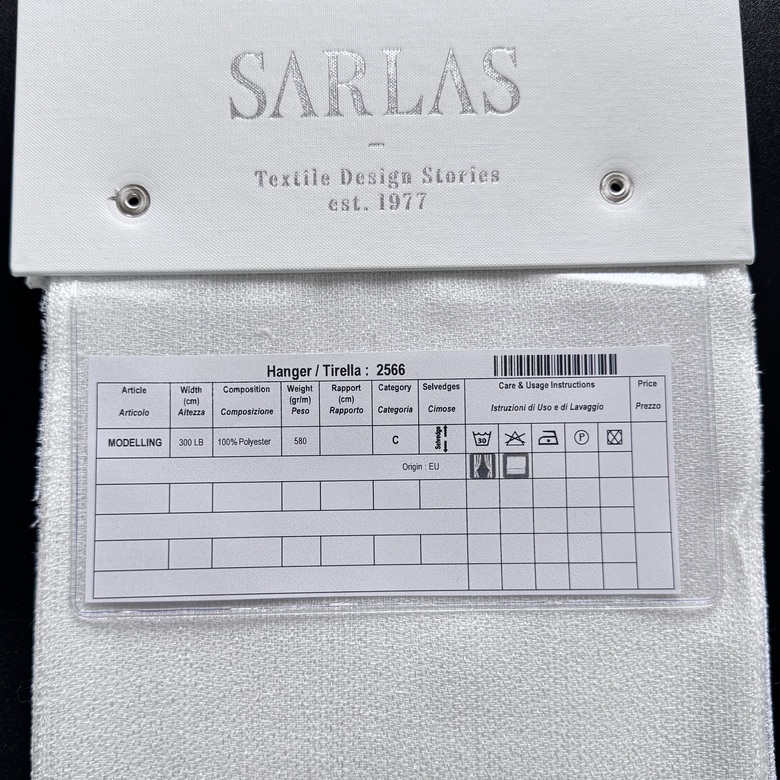 SARLAS
Textile Design Stories
est. 1977
Hanger / Tirella : 2566
Article Articolo
Width (cm) Altezza
Composition Composizione
Weight (gr/m) Peso
Rapport (cm) Rapporto
Category Categoria
Selvedges Cimose
Care & Usage Instructions
Istruzioni di Uso e di Lavaggio
Price Prezzo
MODELLING 300 LB 100% Polyester 580 C Selvedge 30 P
Origin : EU